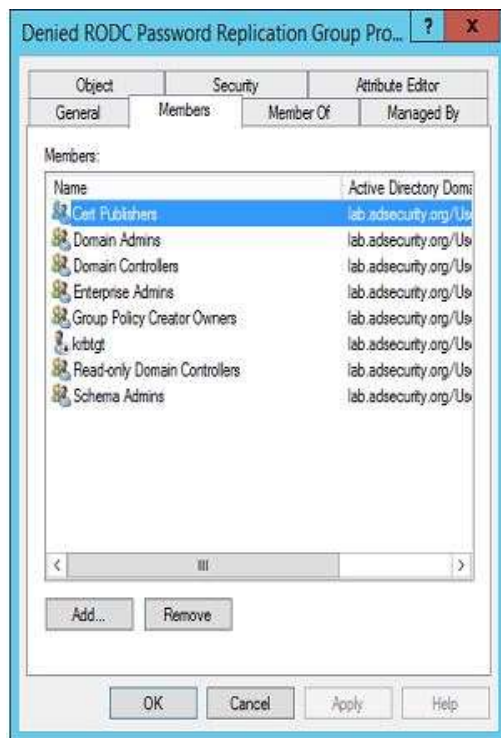 Denied RODC Password Replication Group Pro... ? X
Object Security Attribute Editor
General Members Member Of Managed By
Members:
Name Active Directory Doma
Cert Publishers lab.adsecurity.org/Us
Domain Admins lab.adsecurity.org/Us
Domain Controllers lab.adsecurity.org/Us
Enterprise Admins lab.adsecurity.org/Us
Group Policy Creator Owners lab.adsecurity.org/Us
krbtgt lab.adsecurity.org/Us
Read-only Domain Controllers lab.adsecurity.org/Us
Schema Admins lab.adsecurity.org/Us
Add... Remove
OK Cancel Apply Help